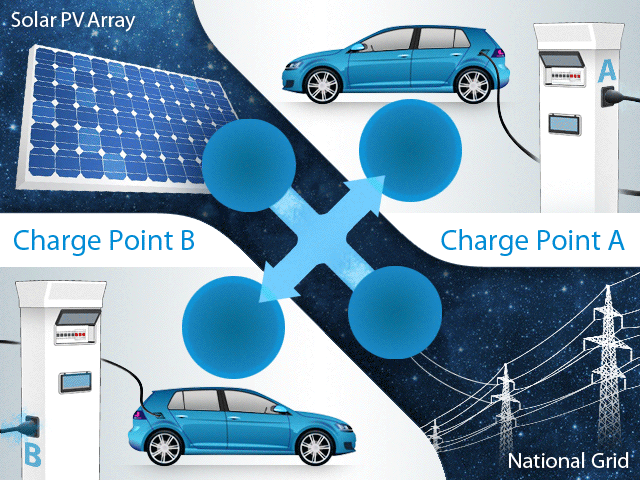 Solar PV Array
A
Charge Point B
Charge Point A
B
National Grid